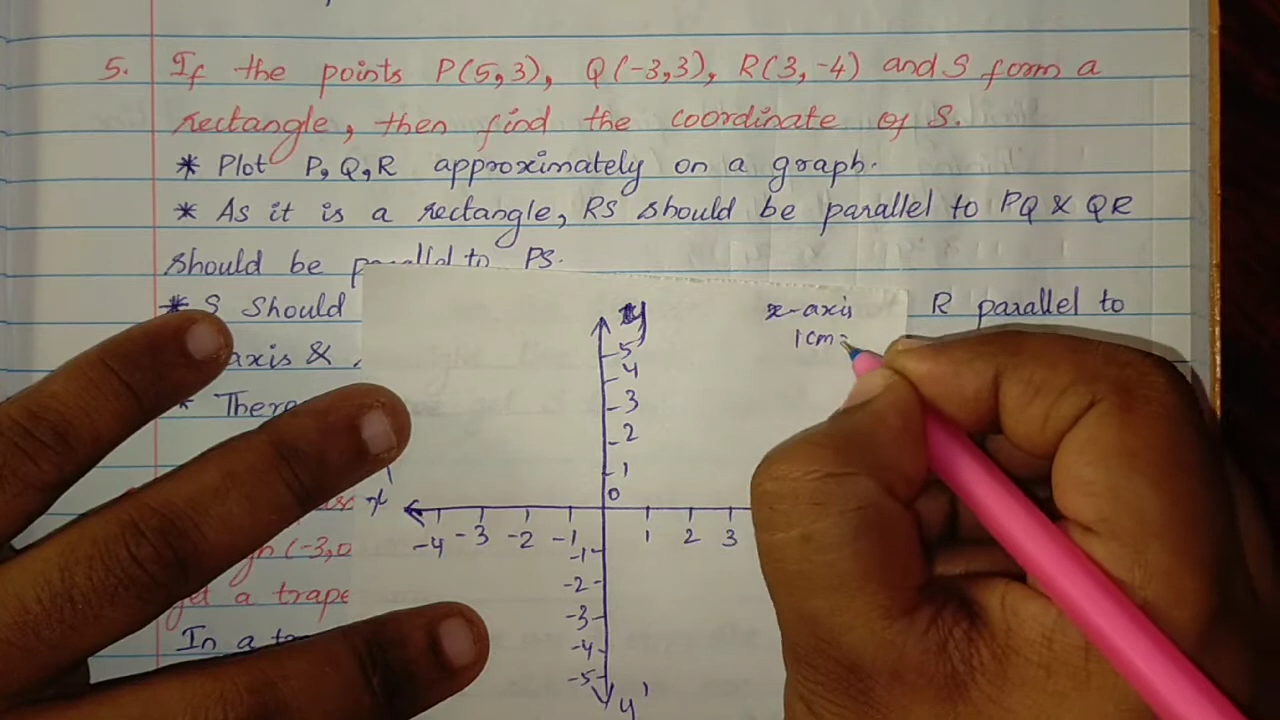 5. If the points P(5,3), Q(-3,3), R(3,-4) and S form a
rectangle, then find the coordinate of S.
* Plot P, Q, R approximately on a graph.
* As it is a rectangle, RS should be parallel to PQ & QR
should be parallel to PS.
* S should R parallel to
axis &
*
(-3,0
a
In a
x-axis
1cm=
y
5
4
3
2
1
0
x'
-4 -3 -2 -1 1 2 3
-1
-2
-3
-4
-5
y'